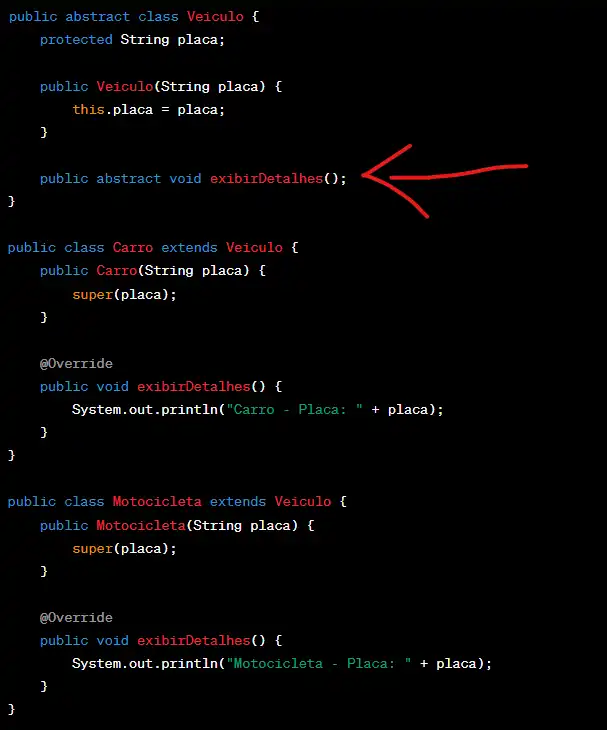 public abstract class Veiculo {
    protected String placa;

    public Veiculo(String placa) {
        this.placa = placa;
    }

    public abstract void exibirDetalhes();
}

public class Carro extends Veiculo {
    public Carro(String placa) {
        super(placa);
    }

    @Override
    public void exibirDetalhes() {
        System.out.println("Carro - Placa: " + placa);
    }
}

public class Motocicleta extends Veiculo {
    public Motocicleta(String placa) {
        super(placa);
    }

    @Override
    public void exibirDetalhes() {
        System.out.println("Motocicleta - Placa: " + placa);
    }
}